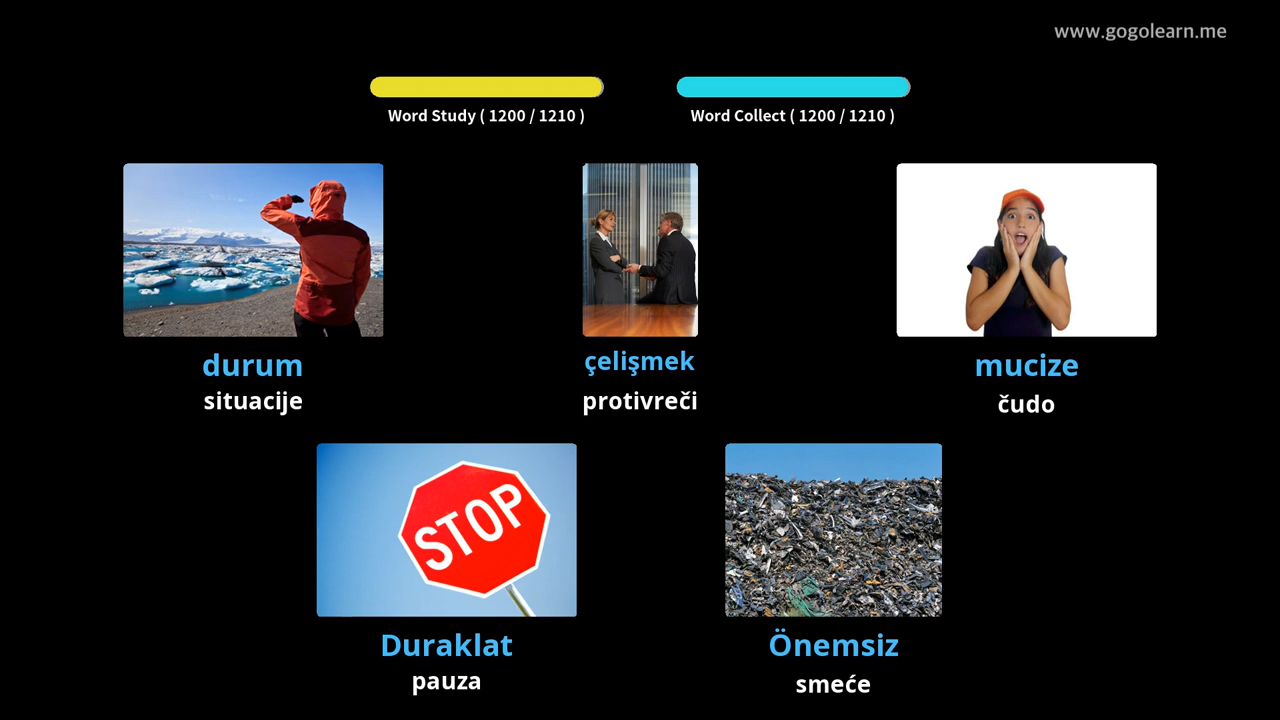 www.gogolearn.me
Word Study ( 1200 / 1210 )
Word Collect ( 1200 / 1210 )
durum
situacije
çelişmek
protivreči
mucize
čudo
STOP
Duraklat
pauza
Önemsiz
smeće